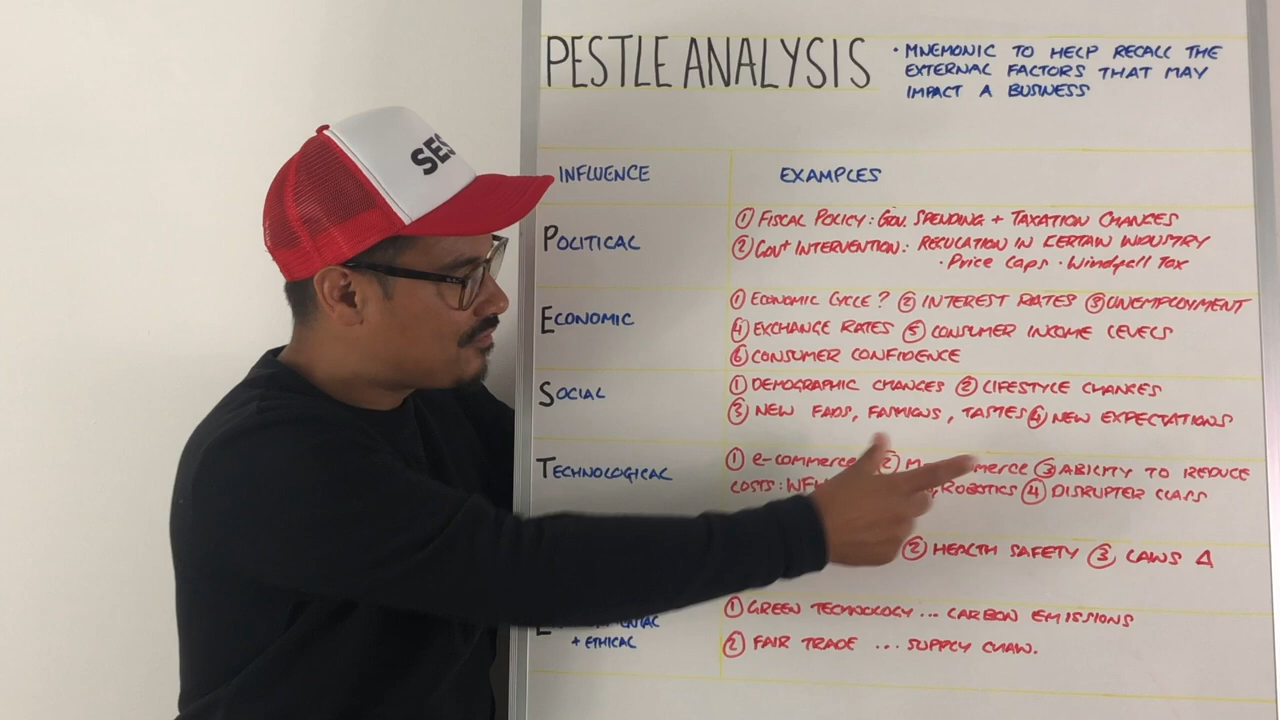 PESTLE ANALYSIS
· MNEMONIC TO HELP RECALL THE
EXTERNAL FACTORS THAT MAY
IMPACT A BUSINESS
SES
INFLUENCE EXAMPLES
POLITICAL
① FISCAL POLICY: GOV. SPENDING + TAXATION CHANGES
② GOVT INTERVENTION: REGULATION IN CERTAIN INDUSTRY
· Price Caps · Windfall Tax
ECONOMIC
① ECONOMIC CYCLE? ② INTEREST RATES ③ UNEMPLOYMENT
④ EXCHANGE RATES ⑤ CONSUMER INCOME LEVELS
⑥ CONSUMER CONFIDENCE
SOCIAL
① DEMOGRAPHIC CHANGES ② LIFESTYLE CHANGES
③ NEW FADS, FASHIONS, TASTES ④ NEW EXPECTATIONS
TECHNOLOGICAL
① e-commerce ② ③ ABILITY TO REDUCE
COSTS: ROBOTICS ④ DISRUPTER CLASS
② HEALTH SAFETY ③ LAWS Δ
+ ETHICAL
① GREEN TECHNOLOGY ... CARBON EMISSIONS
② FAIR TRADE ... SUPPLY CHAIN.